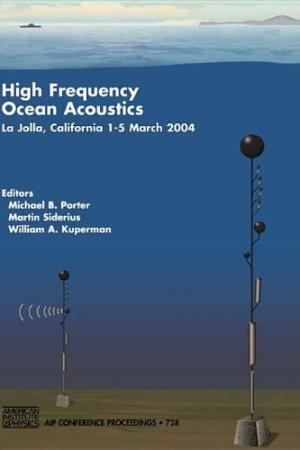 High Frequency
Ocean Acoustics
La Jolla, California 1-5 March 2004
Editors
Michael B. Porter
Martin Siderius
William A. Kuperman
AMERICAN
INSTITUTE
OF PHYSICS
AIP CONFERENCE PROCEEDINGS • 728